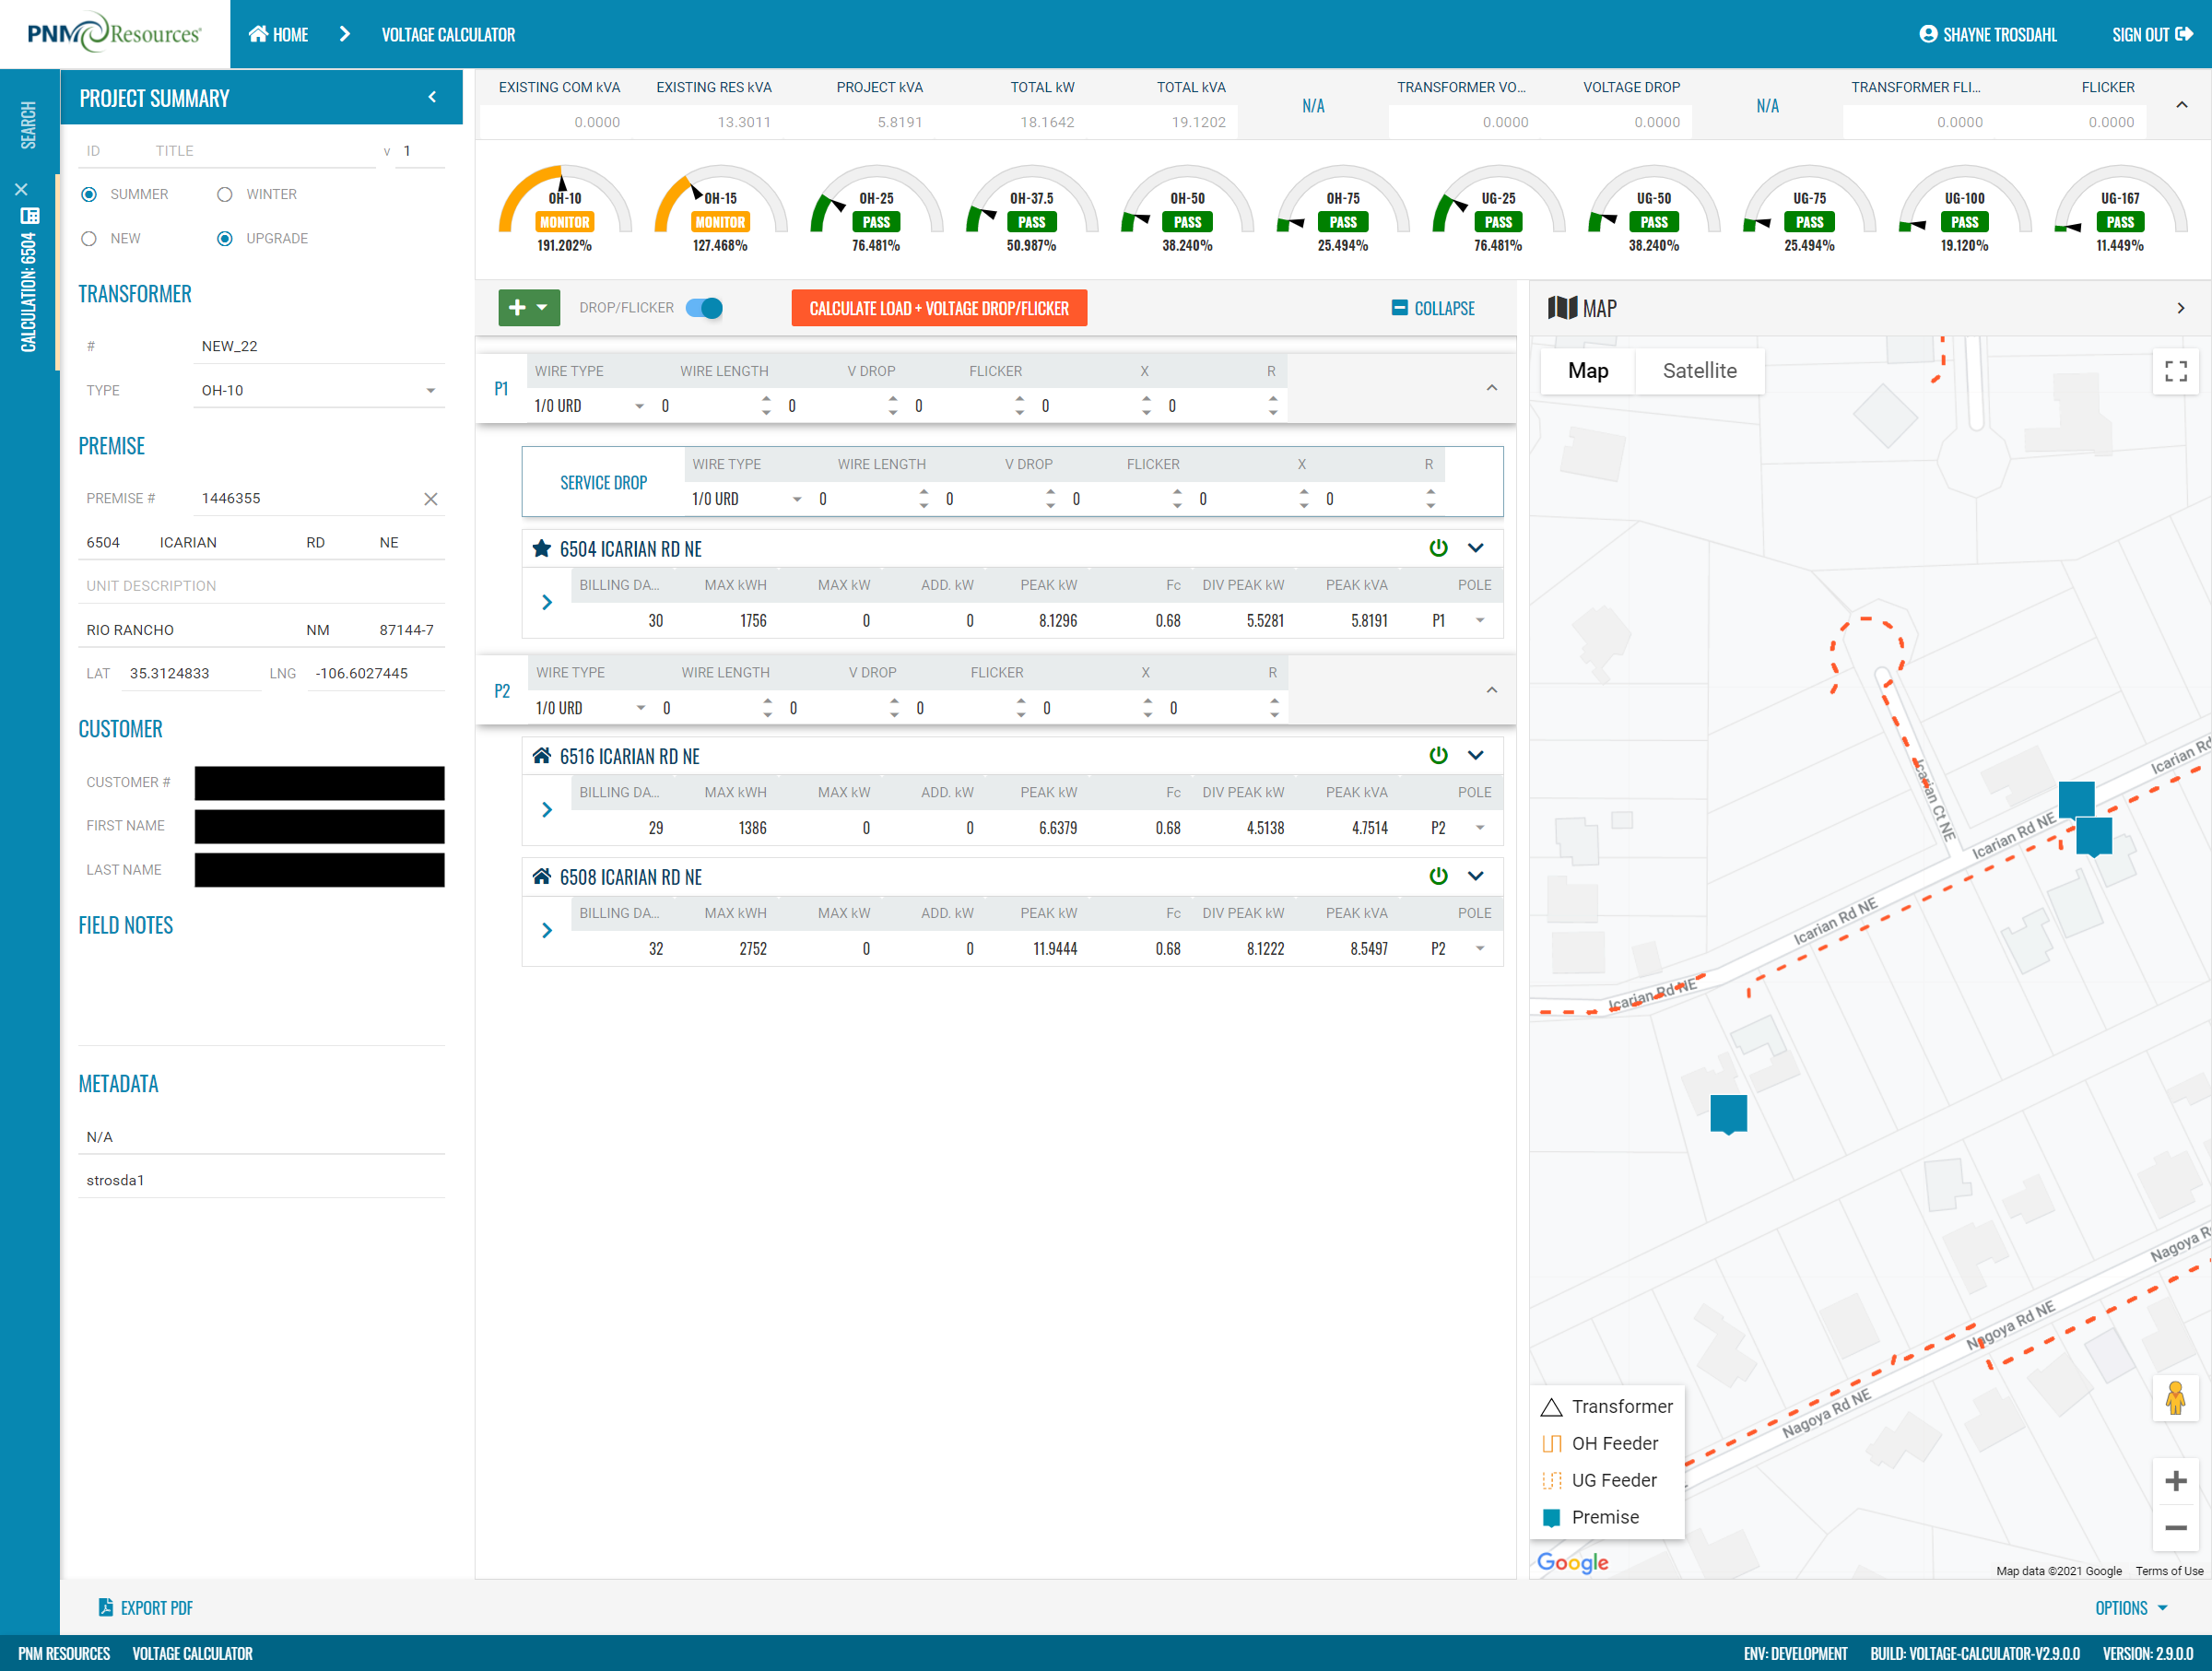 PNM Resources
HOME
VOLTAGE CALCULATOR
SHAYNE TROSDAHL
SIGN OUT
SEARCH
CALCULATION: 6504
PROJECT SUMMARY
ID TITLE v 1
SUMMER WINTER
NEW UPGRADE
TRANSFORMER
# NEW_22
TYPE OH-10
PREMISE
PREMISE # 1446355
6504 ICARIAN RD NE
UNIT DESCRIPTION
RIO RANCHO NM 87144-7
LAT 35.3124833 LNG -106.6027445
CUSTOMER
CUSTOMER #
FIRST NAME
LAST NAME
FIELD NOTES
METADATA
N/A
strosda1
EXISTING COM kVA EXISTING RES kVA PROJECT kVA TOTAL kW TOTAL kVA N/A TRANSFORMER VO... VOLTAGE DROP N/A TRANSFORMER FLI... FLICKER
0.0000 13.3011 5.8191 18.1642 19.1202 0.0000 0.0000 0.0000 0.0000
OH-10 OH-15 OH-25 OH-37.5 OH-50 OH-75 UG-25 UG-50 UG-75 UG-100 UG-167
MONITOR MONITOR PASS PASS PASS PASS PASS PASS PASS PASS PASS
191.202% 127.468% 76.481% 50.987% 38.240% 25.494% 76.481% 38.240% 25.494% 19.120% 11.449%
DROP/FLICKER CALCULATE LOAD + VOLTAGE DROP/FLICKER COLLAPSE
P1
WIRE TYPE WIRE LENGTH V DROP FLICKER X R
1/0 URD 0 0 0 0 0
SERVICE DROP
WIRE TYPE WIRE LENGTH V DROP FLICKER X R
1/0 URD 0 0 0 0 0
6504 ICARIAN RD NE
BILLING DA... MAX kWH MAX kW ADD. kW PEAK kW Fc DIV PEAK kW PEAK kVA POLE
30 1756 0 0 8.1296 0.68 5.5281 5.8191 P1
P2
WIRE TYPE WIRE LENGTH V DROP FLICKER X R
1/0 URD 0 0 0 0 0
6516 ICARIAN RD NE
BILLING DA... MAX kWH MAX kW ADD. kW PEAK kW Fc DIV PEAK kW PEAK kVA POLE
29 1386 0 0 6.6379 0.68 4.5138 4.7514 P2
6508 ICARIAN RD NE
BILLING DA... MAX kWH MAX kW ADD. kW PEAK kW Fc DIV PEAK kW PEAK kVA POLE
32 2752 0 0 11.9444 0.68 8.1222 8.5497 P2
MAP
Map Satellite
Icarian Rd
Icarian Ct NE
Icarian Rd NE
Icarian Rd NE
Icarian Rd NE
Nagoya R
Nagoya Rd NE
Nagoya Rd NE
Transformer
OH Feeder
UG Feeder
Premise
Google
Map data ©2021 Google Terms of Use
EXPORT PDF
OPTIONS
PNM RESOURCES VOLTAGE CALCULATOR
ENV: DEVELOPMENT BUILD: VOLTAGE-CALCULATOR-V2.9.0.0 VERSION: 2.9.0.0